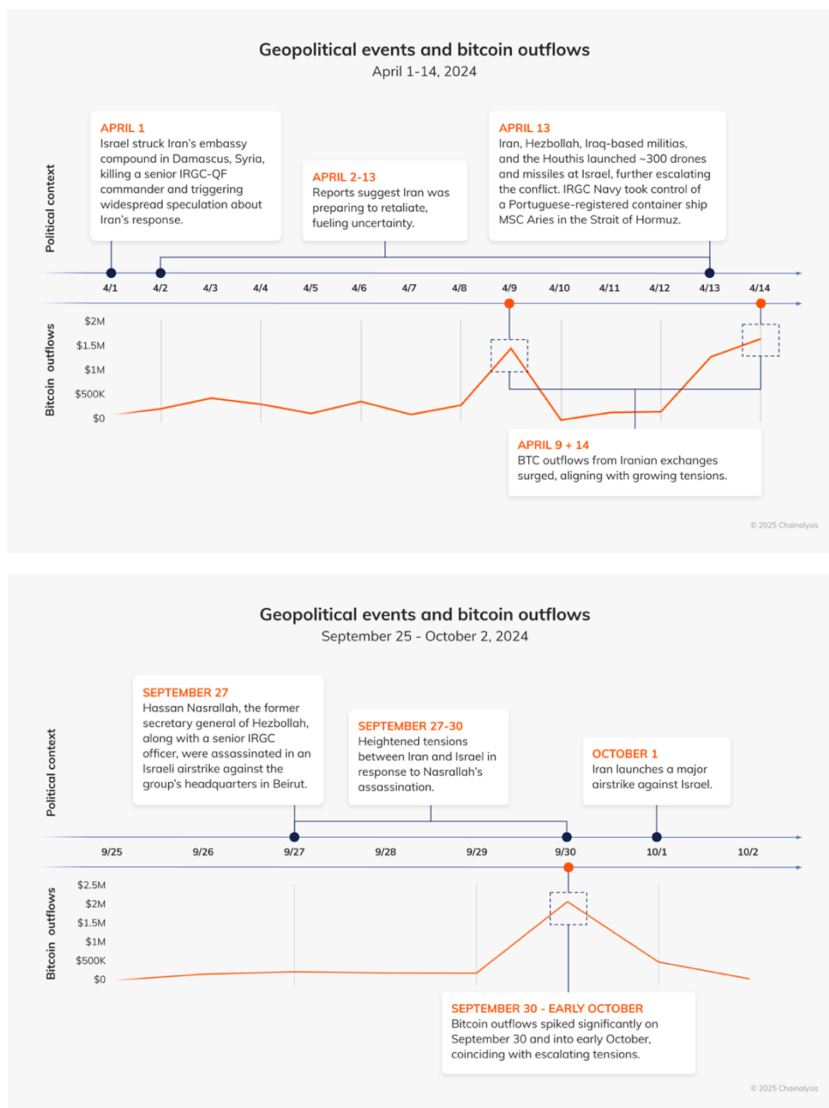 Geopolitical events and bitcoin outflows
April 1-14, 2024
Political context
APRIL 1
Israel struck Iran's embassy
compound in Damascus, Syria,
killing a senior IRGC-QF
commander and triggering
widespread speculation about
Iran's response.
APRIL 2-13
Reports suggest Iran was
preparing to retaliate,
fueling uncertainty.
APRIL 13
Iran, Hezbollah, Iraq-based militias,
and the Houthis launched ~300 drones
and missiles at Israel, further escalating
the conflict. IRGC Navy took control of
a Portuguese-registered container ship
MSC Aries in the Strait of Hormuz.
4/1 4/2 4/3 4/4 4/5 4/6 4/7 4/8 4/9 4/10 4/11 4/12 4/13 4/14
Bitcoin outflows
$2M
$1.5M
$1M
$500K
$0
APRIL 9 + 14
BTC outflows from Iranian exchanges
surged, aligning with growing tensions.
© 2025 Chainalysis
Geopolitical events and bitcoin outflows
September 25 - October 2, 2024
Political context
SEPTEMBER 27
Hassan Nasrallah, the former
secretary general of Hezbollah,
along with a senior IRGC
officer, were assassinated in an
Israeli airstrike against the
group's headquarters in Beirut.
SEPTEMBER 27-30
Heightened tensions
between Iran and Israel in
response to Nasrallah's
assassination.
OCTOBER 1
Iran launches a major
airstrike against Israel.
9/25 9/26 9/27 9/28 9/29 9/30 10/1 10/2
Bitcoin outflows
$2.5M
$2M
$1.5M
$1M
$500K
$0
SEPTEMBER 30 - EARLY OCTOBER
Bitcoin outflows spiked significantly on
September 30 and into early October,
coinciding with escalating tensions.
© 2025 Chainalysis